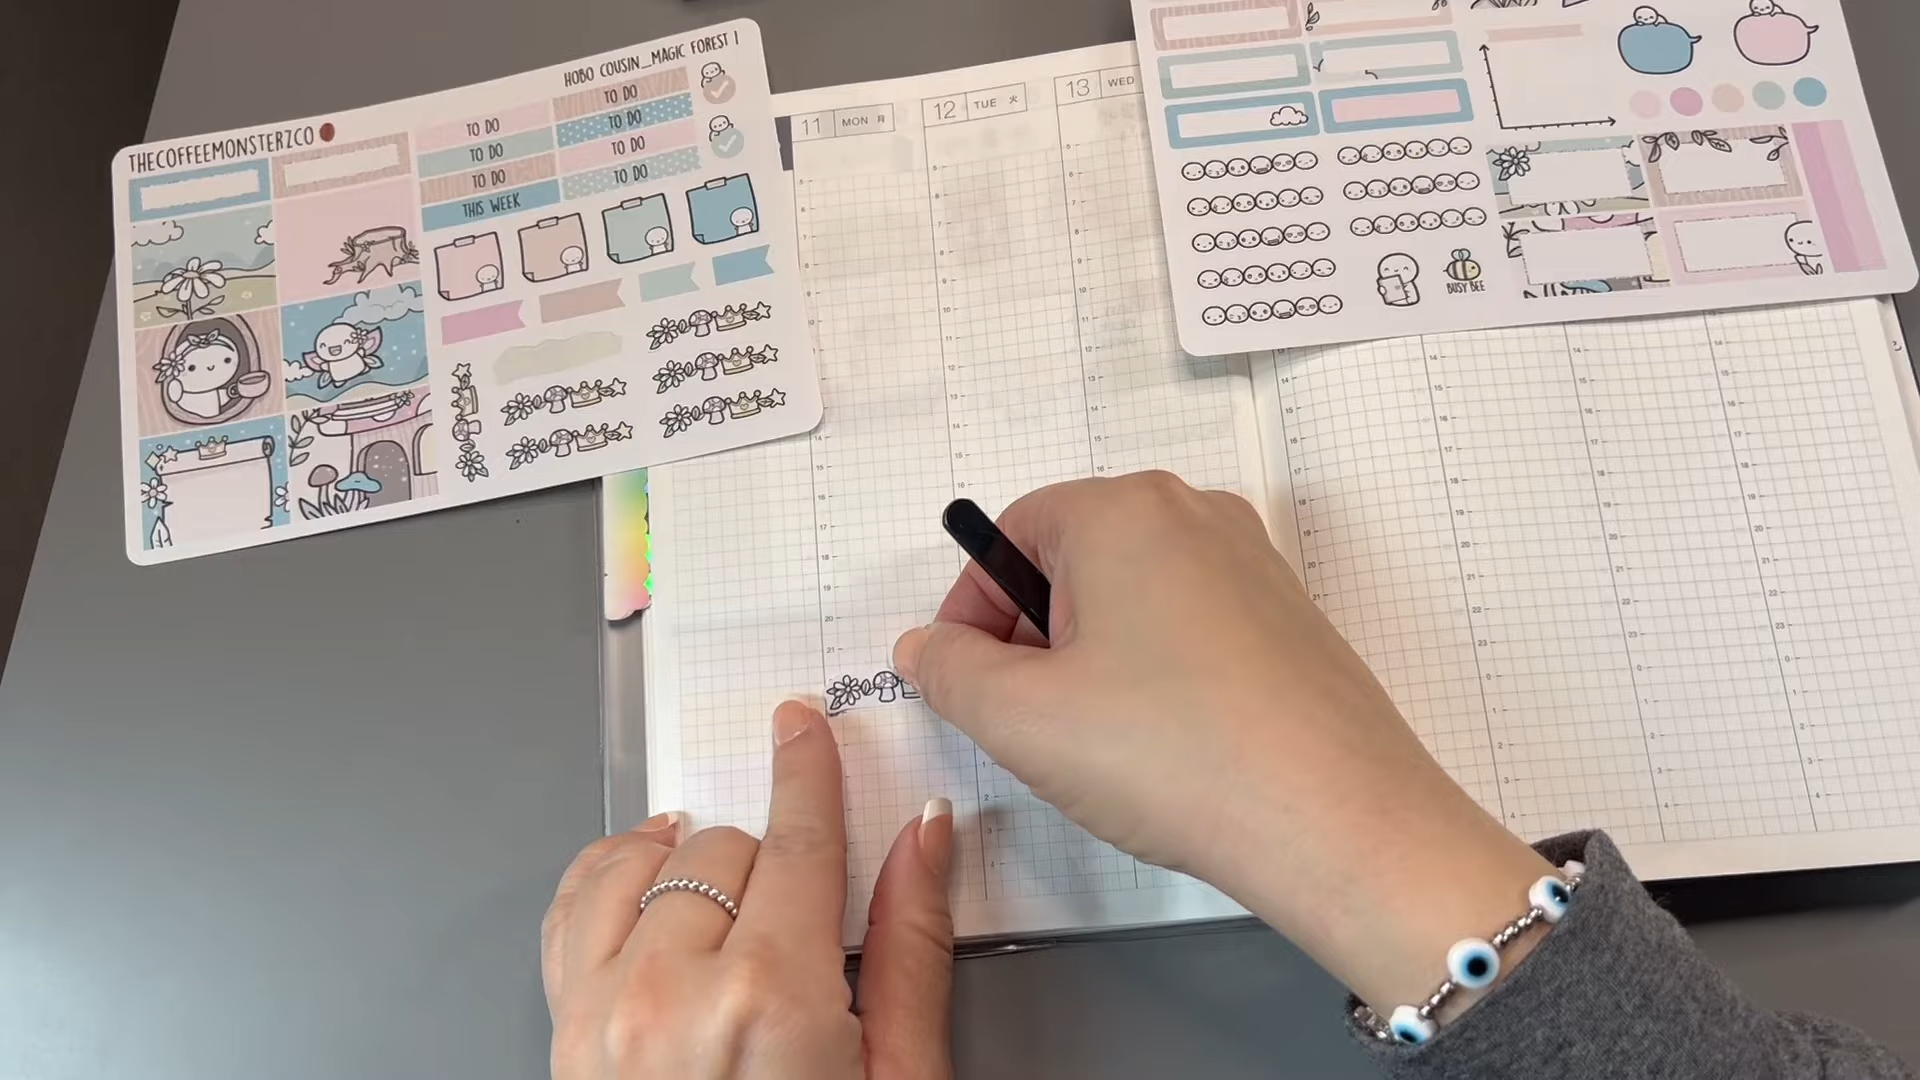 HOBO COUSIN_MAGIC FOREST 1
THECOFFEEMONSTERZCO
TO DO
TO DO
TO DO
TO DO
TO DO
TO DO
TO DO
THIS WEEK
11 MON 月
12 TUE 火
13 WED
BUSY BEE